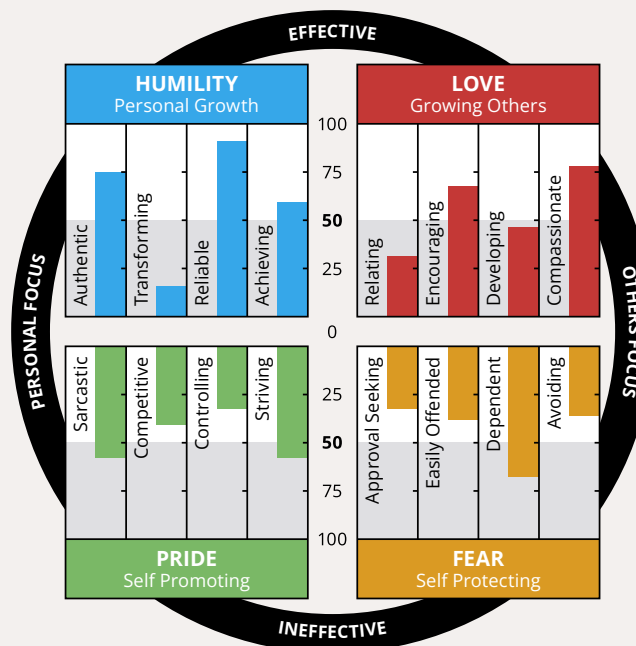 EFFECTIVE
HUMILITY
Personal Growth
LOVE
Growing Others
100
75
50
25
0
Authentic
Transforming
Reliable
Achieving
Relating
Encouraging
Developing
Compassionate
PERSONAL FOCUS
OTHERS FOCUS
Sarcastic
Competitive
Controlling
Striving
Approval Seeking
Easily Offended
Dependent
Avoiding
25
50
75
100
PRIDE
Self Promoting
FEAR
Self Protecting
INEFFECTIVE